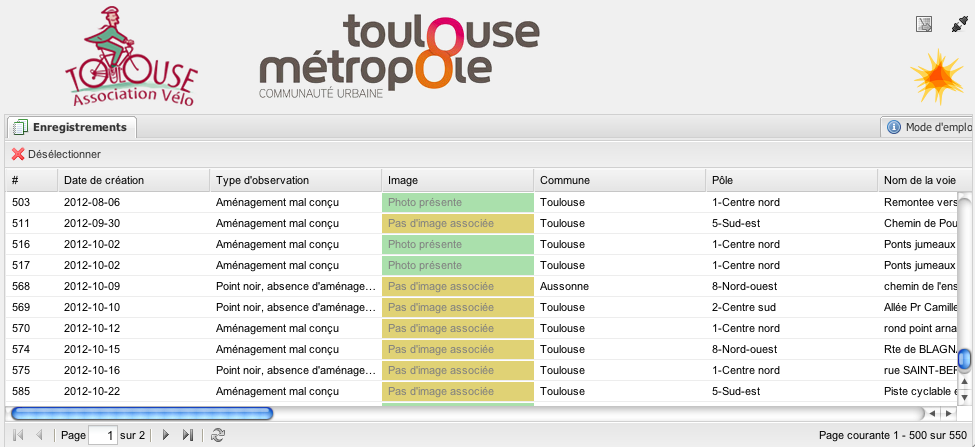 TOULOUSE
Association Vélo
toulouse
métropole
COMMUNAUTÉ URBAINE
Enregistrements
Mode d'emplo
Désélectionner
# Date de création Type d'observation Image Commune Pôle Nom de la voie
503 2012-08-06 Aménagement mal conçu Photo présente Toulouse 1-Centre nord Remontee vers
511 2012-09-30 Aménagement mal conçu Pas d'image associée Toulouse 5-Sud-est Chemin de Pou
516 2012-10-02 Aménagement mal conçu Photo présente Toulouse 1-Centre nord Ponts jumeaux
517 2012-10-02 Aménagement mal conçu Photo présente Toulouse 1-Centre nord Ponts jumeaux
568 2012-10-09 Point noir, absence d'aménage... Pas d'image associée Aussonne 8-Nord-ouest chemin de l'ens
569 2012-10-10 Point noir, absence d'aménage... Pas d'image associée Toulouse 2-Centre sud Allée Pr Camille
570 2012-10-12 Aménagement mal conçu Pas d'image associée Toulouse 1-Centre nord rond point arna
574 2012-10-15 Aménagement mal conçu Pas d'image associée Toulouse 8-Nord-ouest Rte de BLAGNA
575 2012-10-16 Point noir, absence d'aménage... Pas d'image associée Toulouse 1-Centre nord rue SAINT-BER
585 2012-10-22 Aménagement mal conçu Pas d'image associée Toulouse 5-Sud-est Piste cyclable e
Page 1 sur 2
Page courante 1 - 500 sur 550